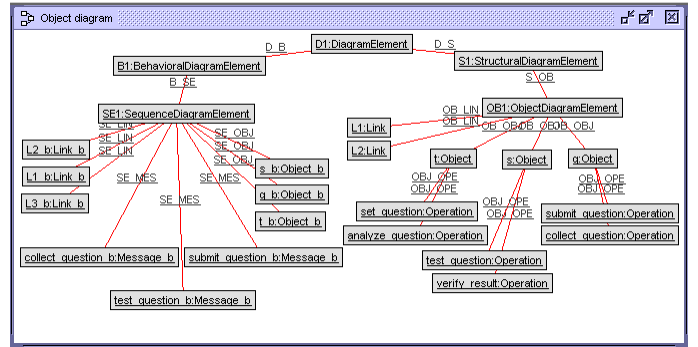 Object diagram
D1:DiagramElement
D_B
D_S
B1:BehavioralDiagramElement
S1:StructuralDiagramElement
B_SE
S_OB
SE1:SequenceDiagramElement
OB1:ObjectDiagramElement
OB_LIN
OB_LIN
L1:Link
OB_OBJ
SE_LIN
SE_LIN
SE_LIN
SE_OBJ
SE_OBJ
SE_OBJ
L2_b:Link_b
L2:Link
t:Object
s:Object
q:Object
s_b:Object_b
L1_b:Link_b
SE_MES
SE_MES
OBJ_OPE
OBJ_OPE
OBJ_OPE
OBJ_OPE
q_b:Object_b
L3_b:Link_b
SE_MES
OBJ_OPE
OBJ_OPE
set_question:Operation
submit_question:Operation
t_b:Object_b
analyze_question:Operation
collect_question:Operation
collect_question_b:Message_b
submit_question_b:Message_b
test_question:Operation
verify_result:Operation
test_question_b:Message_b